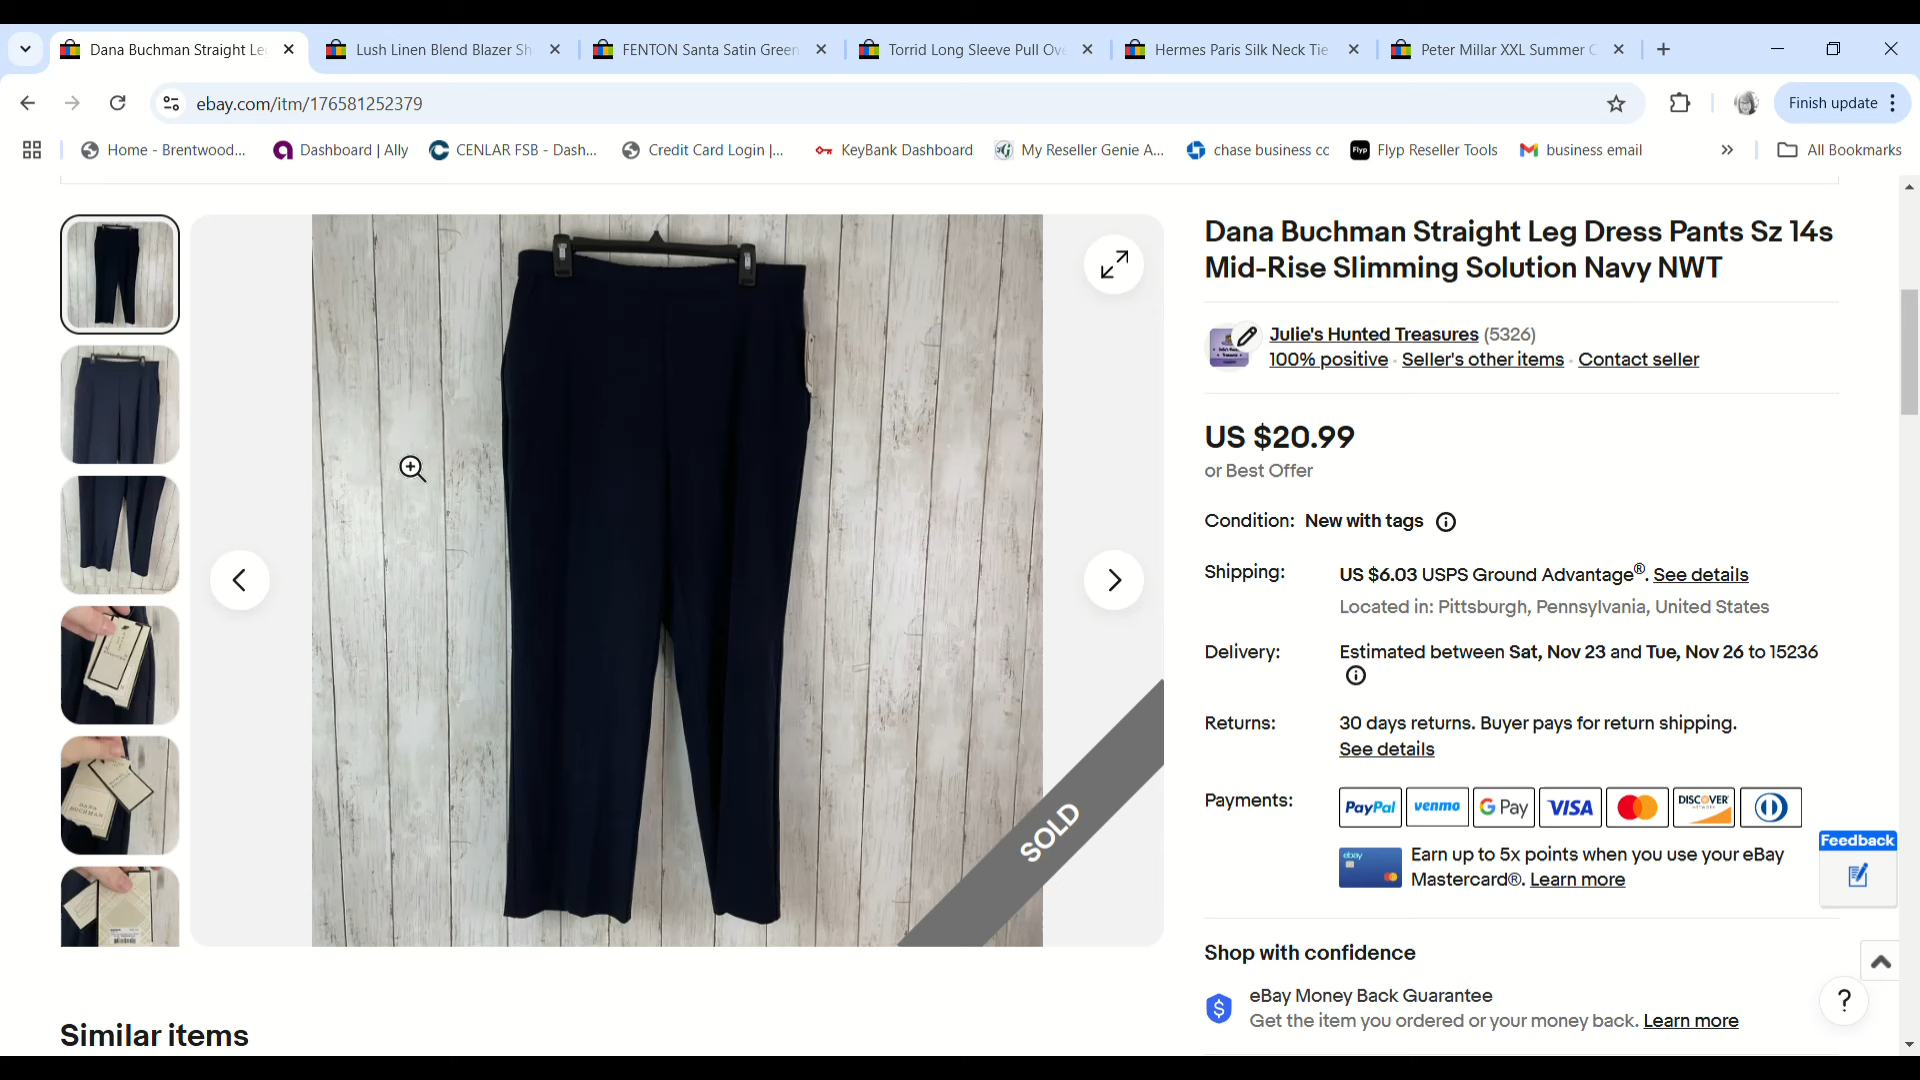 Dana Buchman Straight Le
Lush Linen Blend Blazer Sh
FENTON Santa Satin Green
Torrid Long Sleeve Pull Ove
Hermes Paris Silk Neck Tie
Peter Millar XXL Summer C
ebay.com/itm/176581252379
Finish update
Home - Brentwood...
Dashboard | Ally
CENLAR FSB - Dash...
Credit Card Login |...
KeyBank Dashboard
My Reseller Genie A...
chase business cc
Flyp
Flyp Reseller Tools
business email
All Bookmarks
Dana Buchman Straight Leg Dress Pants Sz 14s
Mid-Rise Slimming Solution Navy NWT
Julie's Hunted Treasures (5326)
100% positive · Seller's other items · Contact seller
US $20.99
or Best Offer
Condition: New with tags
Shipping: US $6.03 USPS Ground Advantage®. See details
Located in: Pittsburgh, Pennsylvania, United States
Delivery: Estimated between Sat, Nov 23 and Tue, Nov 26 to 15236
Returns: 30 days returns. Buyer pays for return shipping.
See details
Payments: PayPal venmo G Pay VISA DISCOVER
ebay
Earn up to 5x points when you use your eBay
Mastercard®. Learn more
SOLD
DANA
BUCHMAN
Feedback
Shop with confidence
eBay Money Back Guarantee
Get the item you ordered or your money back. Learn more
Similar items